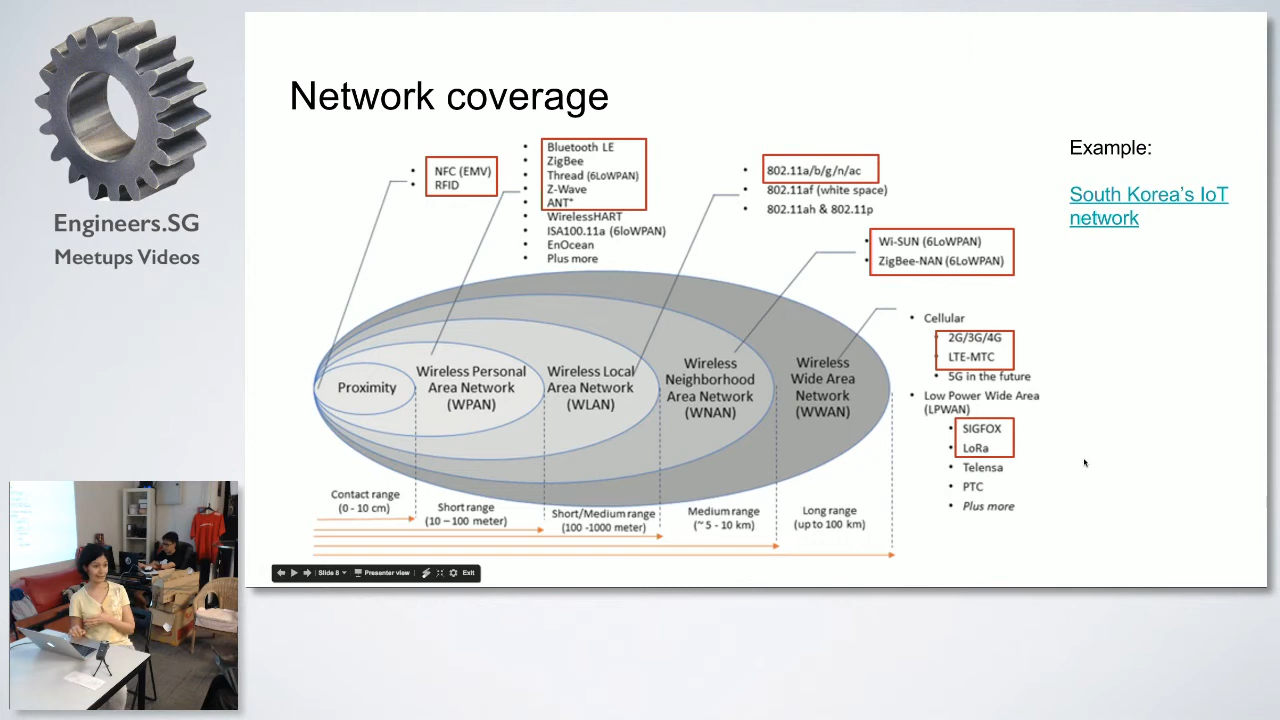 Engineers.SG
Meetups Videos
Network coverage
• NFC (EMV)
• RFID
• Bluetooth LE
• ZigBee
• Thread (6LoWPAN)
• Z-Wave
• ANT+
• WirelessHART
• ISA100.11a (6loWPAN)
• EnOcean
• Plus more
• 802.11a/b/g/n/ac
• 802.11af (white space)
• 802.11ah & 802.11p
• Wi-SUN (6LoWPAN)
• ZigBee-NAN (6LoWPAN)
Example:
South Korea's IoT
network
• Cellular
• 2G/3G/4G
• LTE-MTC
• 5G in the future
• Low Power Wide Area
(LPWAN)
• SIGFOX
• LoRa
• Telensa
• PTC
• Plus more
Proximity
Wireless Personal
Area Network
(WPAN)
Wireless Local
Area Network
(WLAN)
Wireless
Neighborhood
Area Network
(WNAN)
Wireless
Wide Area
Network
(WWAN)
Contact range
(0 - 10 cm)
Short range
(10 – 100 meter)
Short/Medium range
(100 -1000 meter)
Medium range
(~ 5 - 10 km)
Long range
(up to 100 km)
Slide 8
Presenter view
Exit